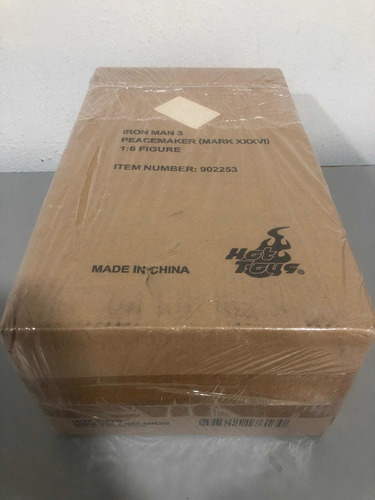 IRON MAN 3
PEACEMAKER (MARK XXXVI)
1:6 FIGURE
ITEM NUMBER: 902253
Hot
Toys®
MADE IN CHINA